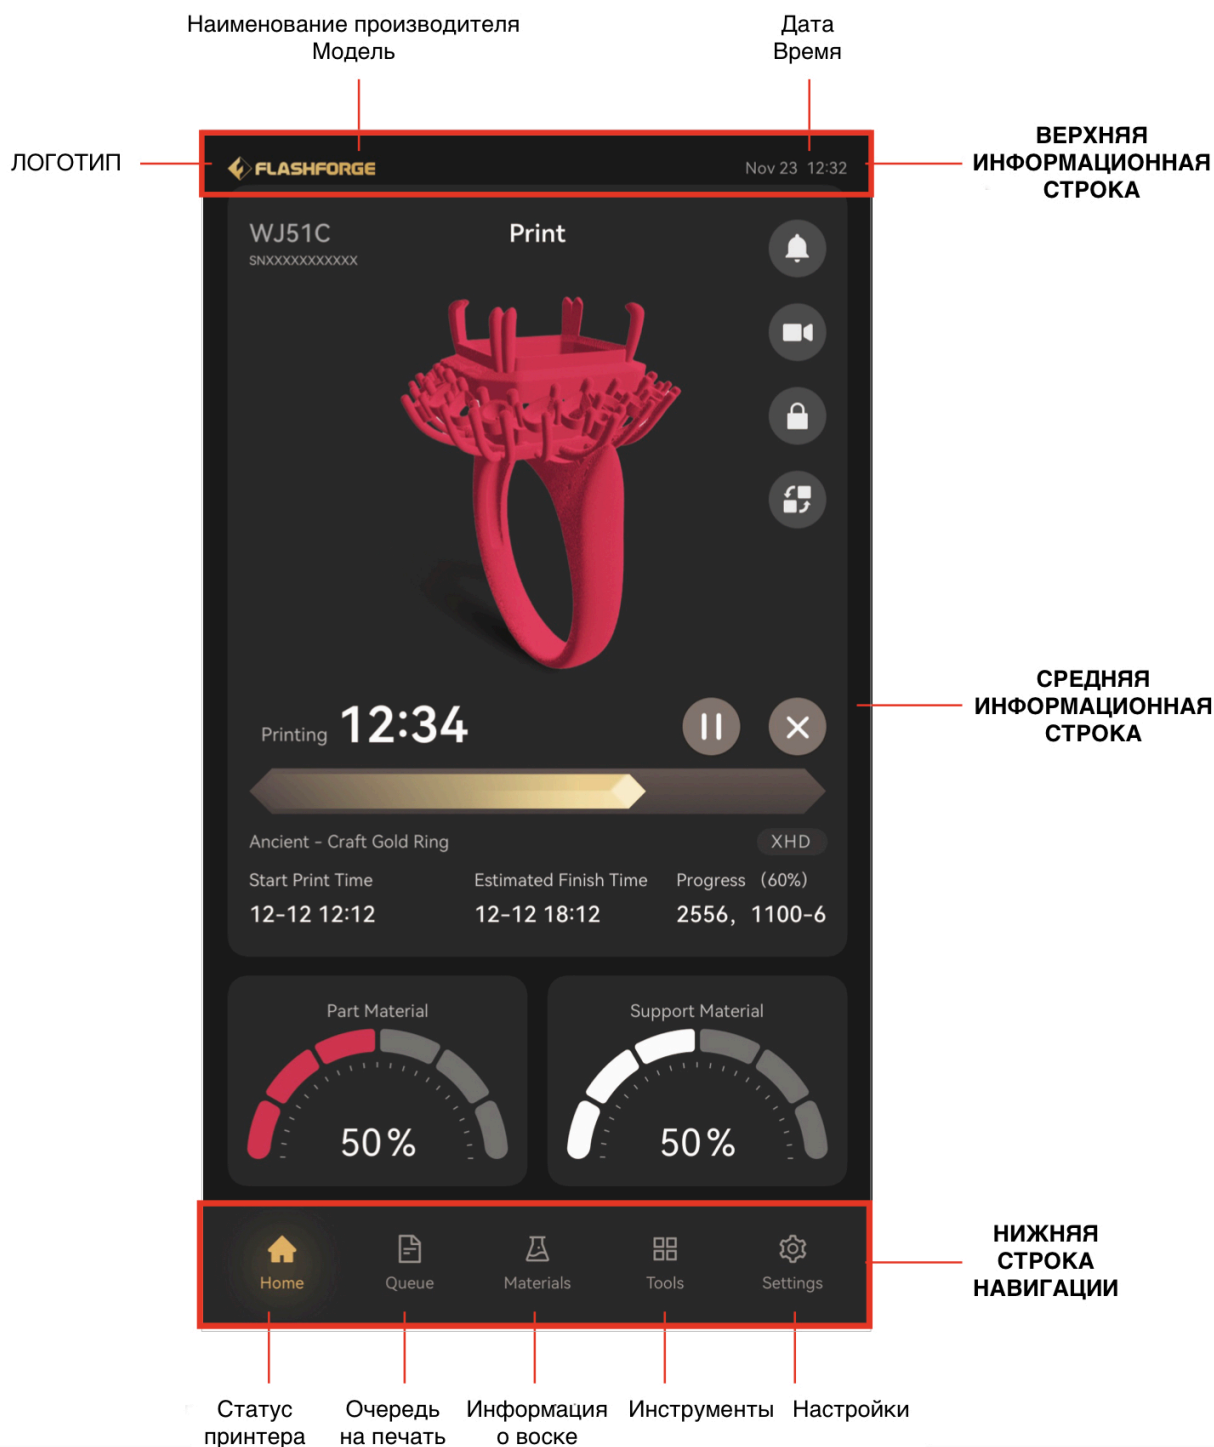 Наименование производителя
Модель
Дата
Время
ЛОГОТИП
FLASHFORGE
Nov 23 12:32
ВЕРХНЯЯ
ИНФОРМАЦИОННАЯ
СТРОКА
WJ51C
SNXXXXXXXXXXX
Print
СРЕДНЯЯ
ИНФОРМАЦИОННАЯ
СТРОКА
Printing 12:34
Ancient - Craft Gold Ring
XHD
Start Print Time
Estimated Finish Time
Progress (60%)
12-12 12:12
12-12 18:12
2556, 1100-6
Part Material
50%
Support Material
50%
Home
Queue
Materials
Tools
Settings
НИЖНЯЯ
СТРОКА
НАВИГАЦИИ
Статус
принтера
Очередь
на печать
Информация
о воске
Инструменты
Настройки